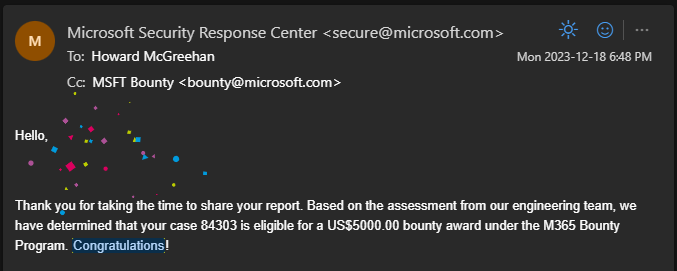 M
Microsoft Security Response Center <secure@microsoft.com>
To: Howard McGreehan
Mon 2023-12-18 6:48 PM
Cc: MSFT Bounty <bounty@microsoft.com>
Hello,
Thank you for taking the time to share your report. Based on the assessment from our engineering team, we
have determined that your case 84303 is eligible for a US$5000.00 bounty award under the M365 Bounty
Program. Congratulations!